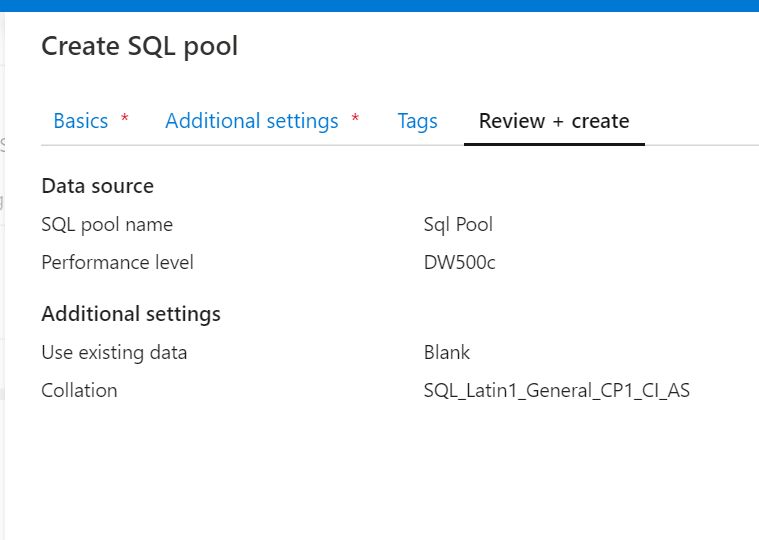 Create SQL pool
Basics * Additional settings * Tags Review + create
Data source
SQL pool name Sql Pool
Performance level DW500c
Additional settings
Use existing data Blank
Collation SQL_Latin1_General_CP1_CI_AS